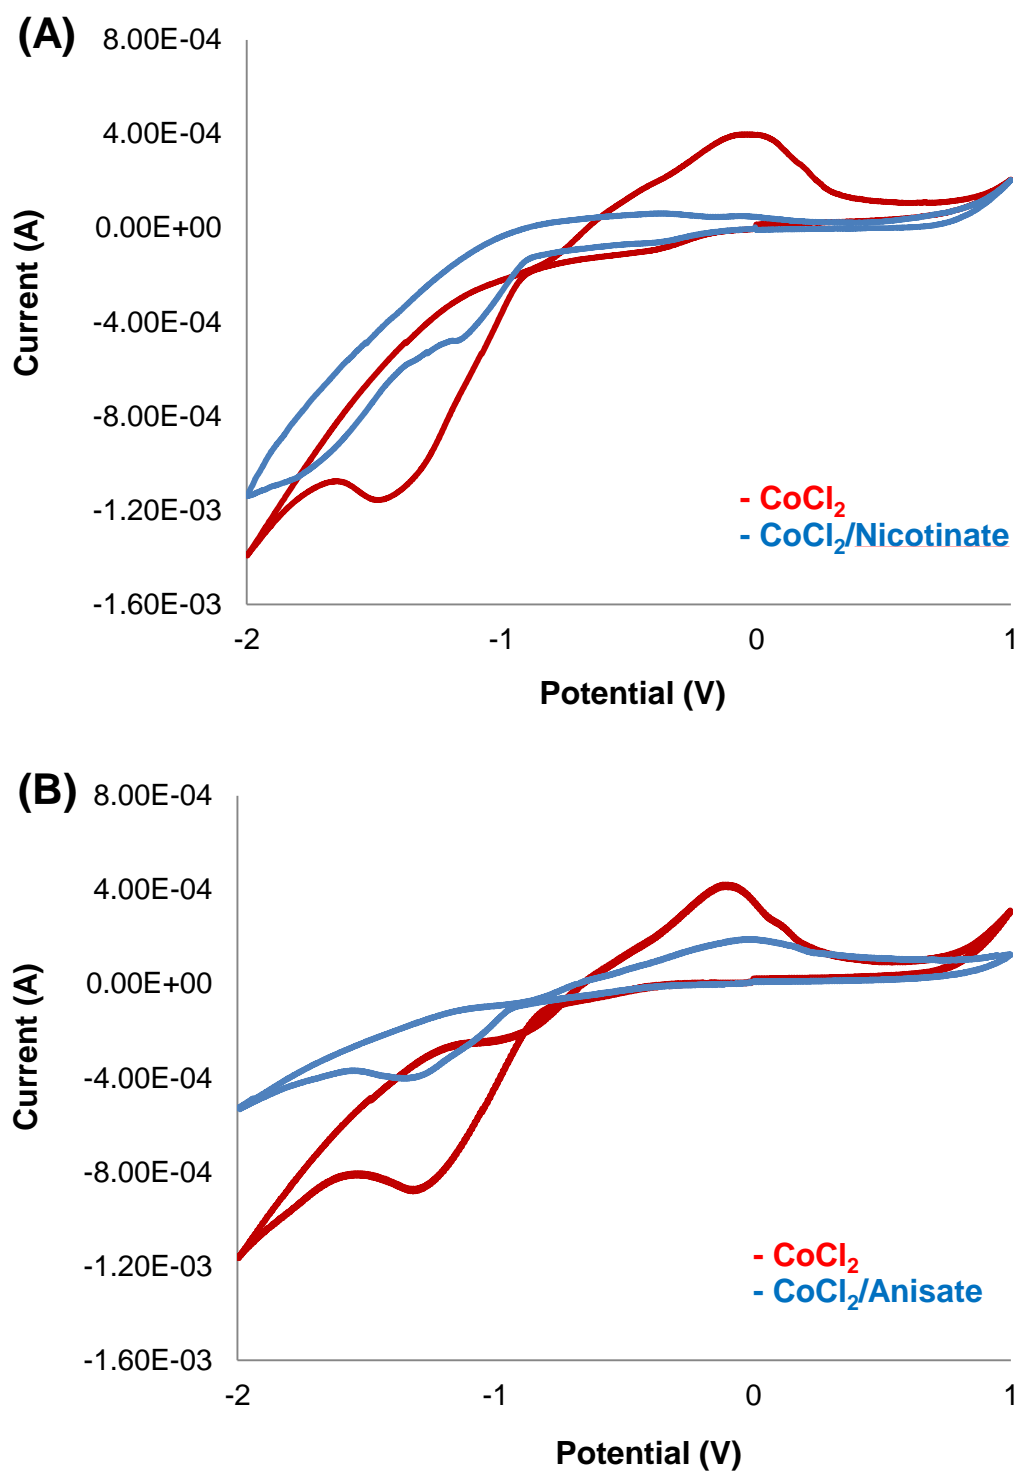 (A)
8.00E-04
4.00E-04
0.00E+00
-4.00E-04
-8.00E-04
-1.20E-03
-1.60E-03
Current (A)
- CoCl₂
- CoCl₂/Nicotinate
-2 -1 0 1
Potential (V)
(B)
8.00E-04
4.00E-04
0.00E+00
-4.00E-04
-8.00E-04
-1.20E-03
-1.60E-03
Current (A)
- CoCl₂
- CoCl₂/Anisate
-2 -1 0 1
Potential (V)